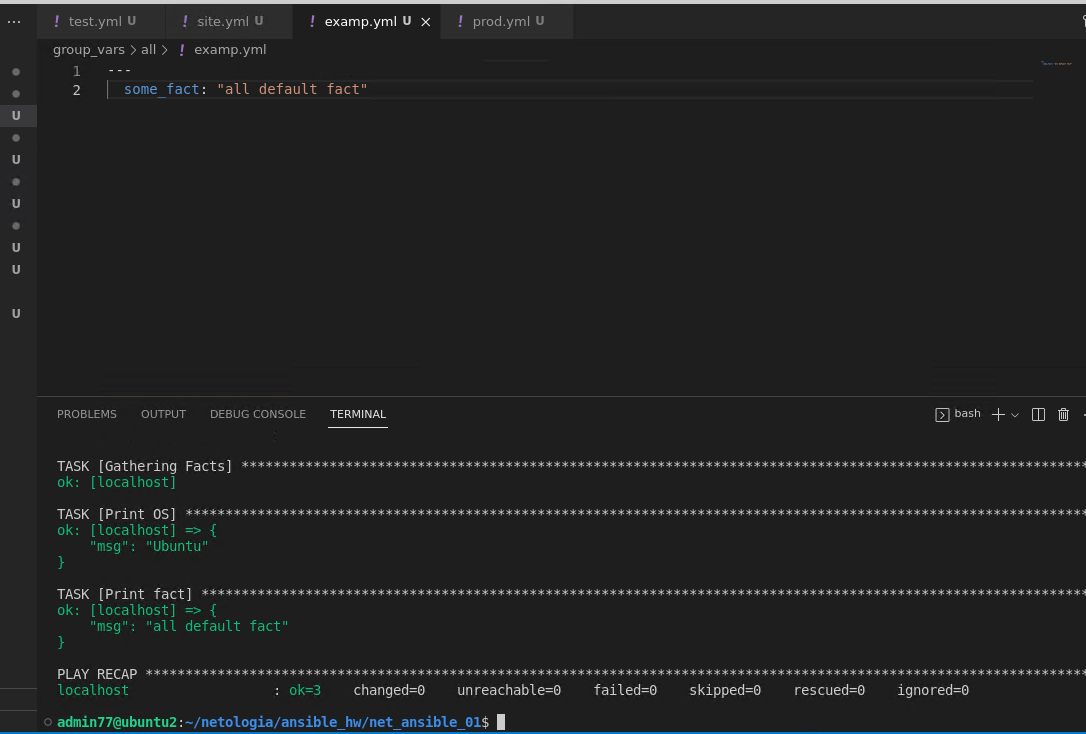 ··· ! test.yml U ! site.yml U ! examp.yml U × ! prod.yml U
group_vars > all > ! examp.yml
1 ---
2 some_fact: "all default fact"
U
U
U
U
U
U
PROBLEMS OUTPUT DEBUG CONSOLE TERMINAL bash
TASK [Gathering Facts] ****************************************************************************************************
ok: [localhost]
TASK [Print OS] ****************************************************************************************************
ok: [localhost] => {
"msg": "Ubuntu"
}
TASK [Print fact] ****************************************************************************************************
ok: [localhost] => {
"msg": "all default fact"
}
PLAY RECAP ****************************************************************************************************
localhost : ok=3 changed=0 unreachable=0 failed=0 skipped=0 rescued=0 ignored=0
admin77@ubuntu2:~/netologia/ansible_hw/net_ansible_01$